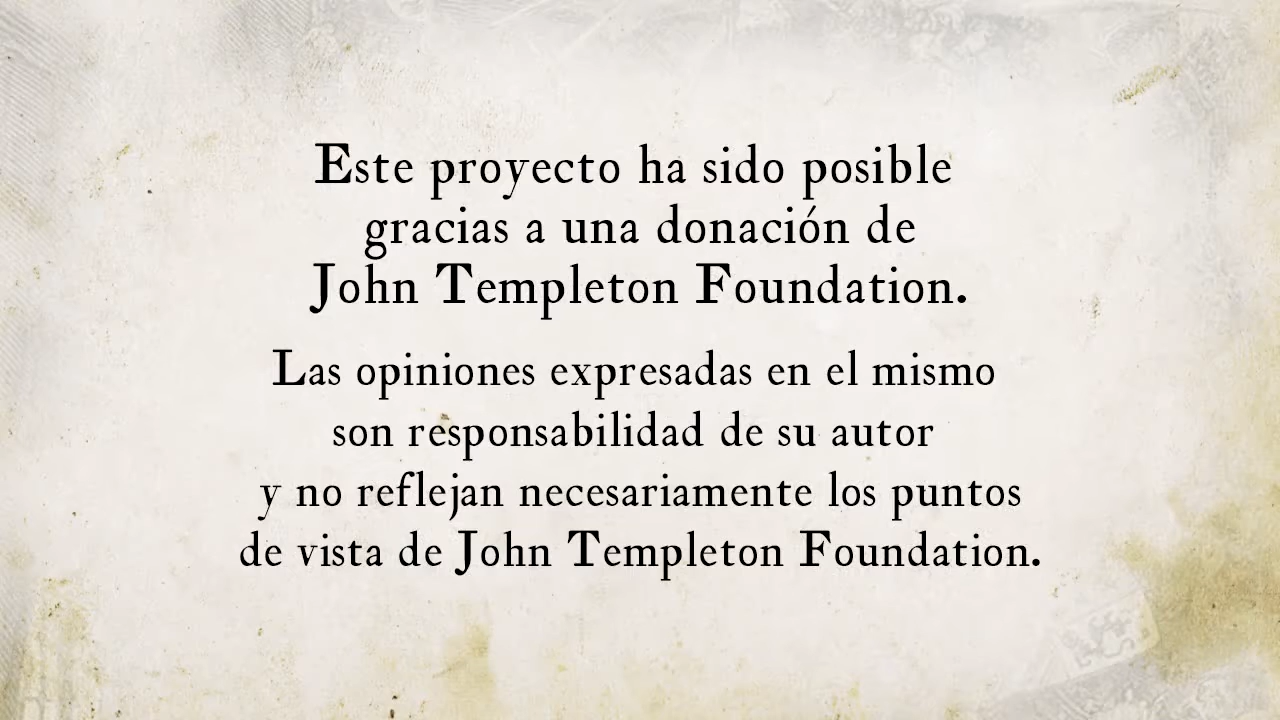 Este proyecto ha sido posible
gracias a una donación de
John Templeton Foundation.
Las opiniones expresadas en el mismo
son responsabilidad de su autor
y no reflejan necesariamente los puntos
de vista de John Templeton Foundation.